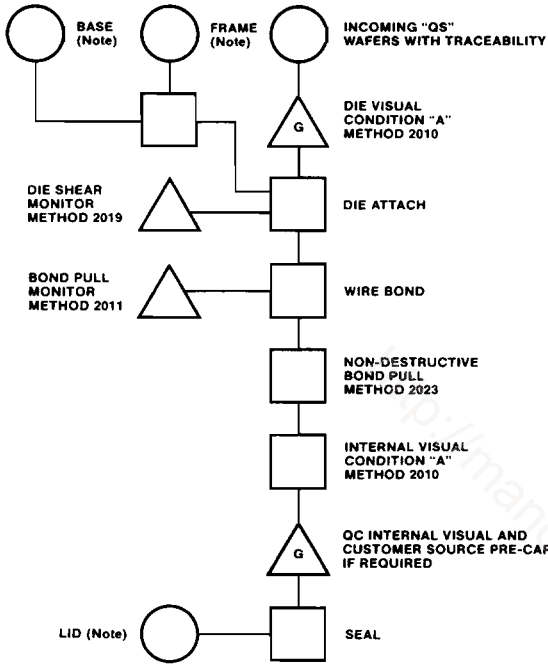 BASE
(Note)
FRAME
(Note)
INCOMING "QS"
WAFERS WITH TRACEABILITY
G
DIE VISUAL
CONDITION "A"
METHOD 2010
DIE SHEAR
MONITOR
METHOD 2019
DIE ATTACH
BOND PULL
MONITOR
METHOD 2011
WIRE BOND
NON-DESTRUCTIVE
BOND PULL
METHOD 2023
INTERNAL VISUAL
CONDITION "A"
METHOD 2010
G
QC INTERNAL VISUAL AND
CUSTOMER SOURCE PRE-CAP
IF REQUIRED
LID (Note)
SEAL
http://mano